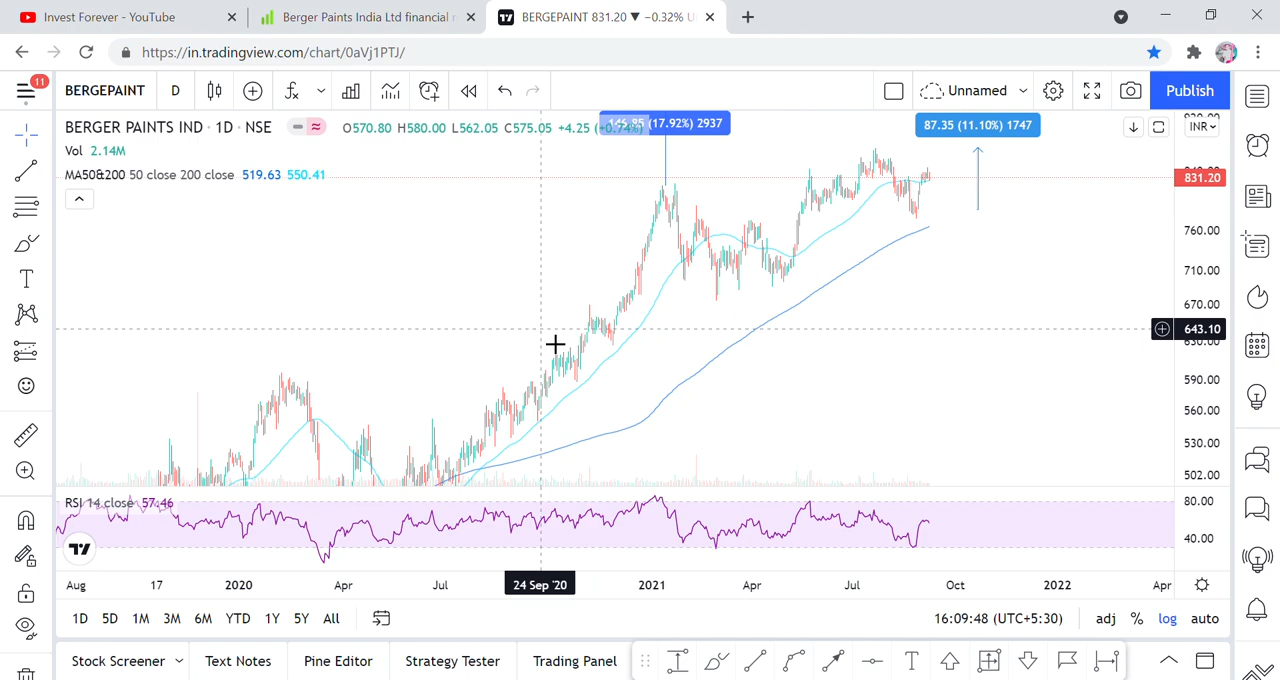 Invest Forever - YouTube
Berger Paints India Ltd financial r
BERGEPAINT 831.20 ▼ −0.32% U
https://in.tradingview.com/chart/0aVj1PTJ/
11
BERGEPAINT
D
Unnamed
Publish
BERGER PAINTS IND · 1D · NSE
O570.80 H580.00 L562.05 C575.05 +4.25 (+0.74%)
(17.92%) 2937
87.35 (11.10%) 1747
INR
Vol 2.14M
MA50&200 50 close 200 close 519.63 550.41
831.20
760.00
710.00
670.00
643.10
630.00
590.00
560.00
530.00
502.00
RSI 14 close 57.46
80.00
40.00
Aug 17 2020 Apr Jul 24 Sep '20 2021 Apr Jul Oct 2022 Apr
1D 5D 1M 3M 6M YTD 1Y 5Y All
16:09:48 (UTC+5:30) adj % log auto
Stock Screener Text Notes Pine Editor Strategy Tester Trading Panel